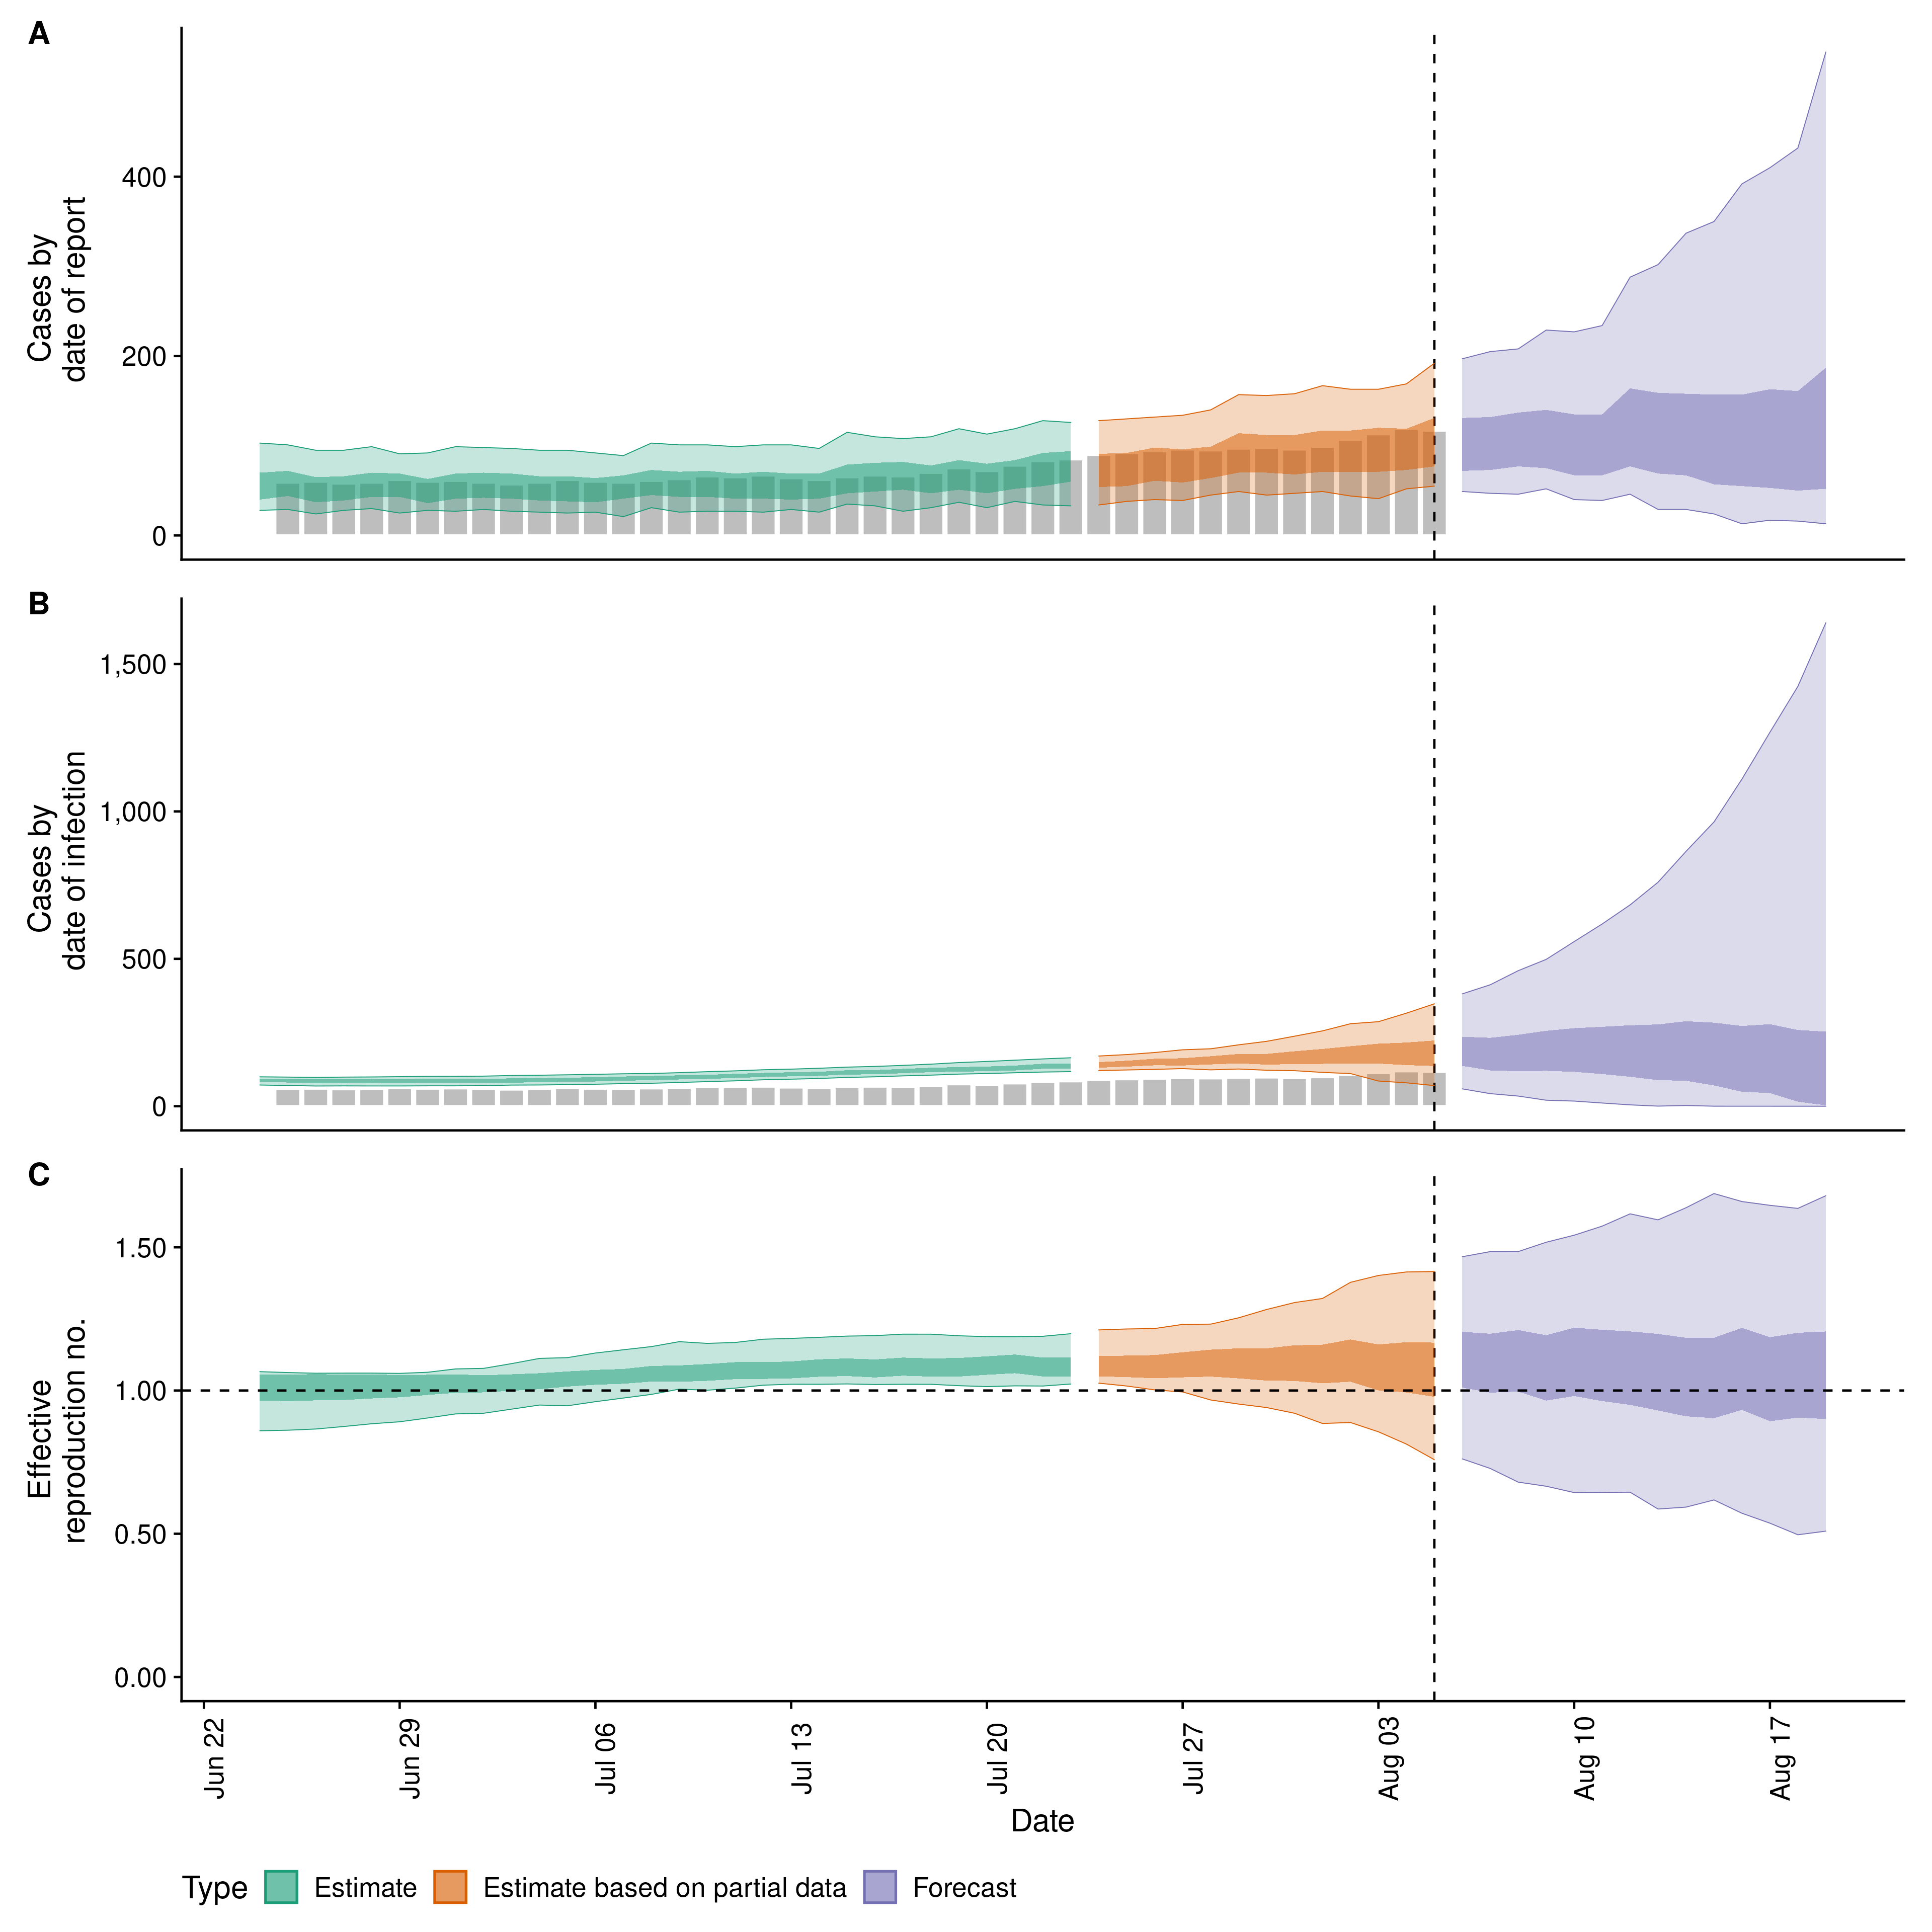 A
Cases by
date of report
400
200
0
B
Cases by
date of infection
1,500
1,000
500
0
C
Effective
reproduction no.
1.50
1.00
0.50
0.00
Jun 22
Jun 29
Jul 06
Jul 13
Jul 20
Jul 27
Aug 03
Aug 10
Aug 17
Date
Type Estimate Estimate based on partial data Forecast